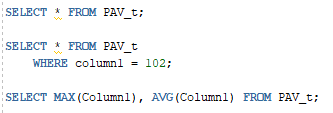 SELECT * FROM PAV_t;
SELECT * FROM PAV_t
WHERE column1 = 102;
SELECT MAX(Column1), AVG(Column1) FROM PAV_t;